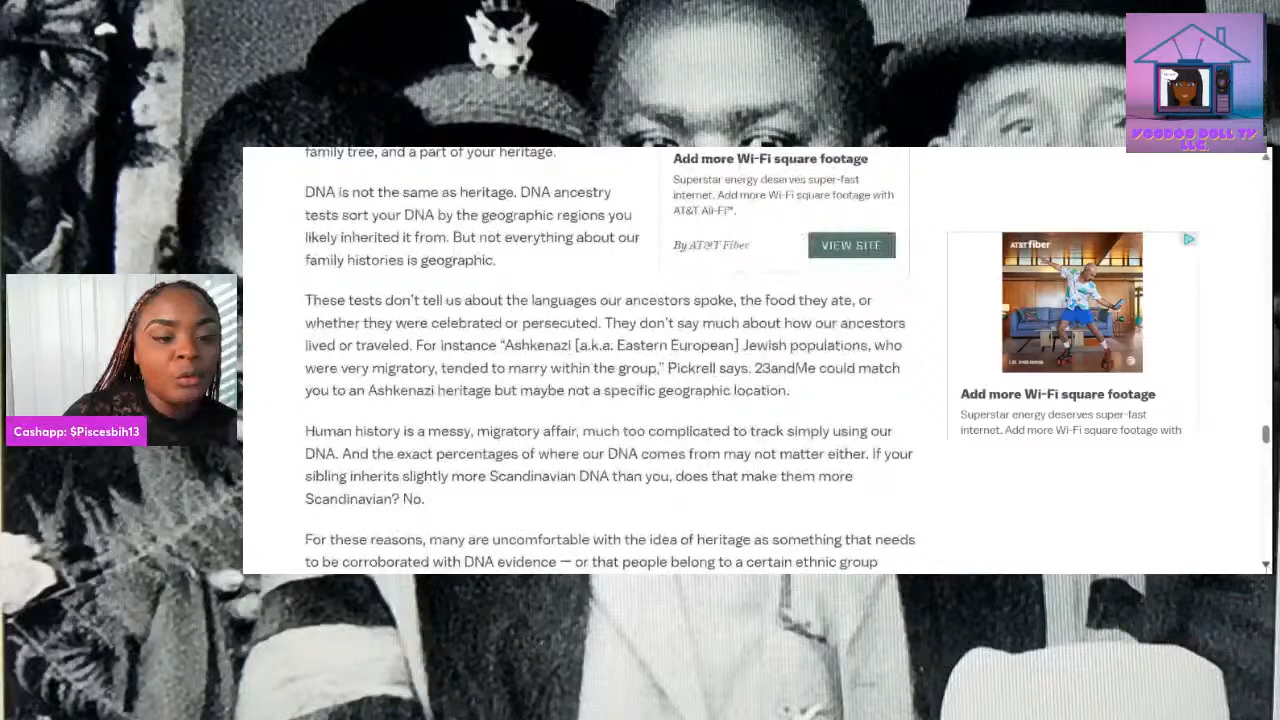 VOODOO DOLL TV
LLC.
family tree, and a part of your heritage.
DNA is not the same as heritage. DNA ancestry
tests sort your DNA by the geographic regions you
likely inherited it from. But not everything about our
family histories is geographic.
Add more Wi-Fi square footage
Superstar energy deserves super-fast
internet. Add more Wi-Fi square footage with
AT&T All-Fi™.
By AT&T Fiber
VIEW SITE
These tests don't tell us about the languages our ancestors spoke, the food they ate, or
whether they were celebrated or persecuted. They don't say much about how our ancestors
lived or traveled. For instance "Ashkenazi [a.k.a. Eastern European] Jewish populations, who
were very migratory, tended to marry within the group," Pickrell says. 23andMe could match
you to an Ashkenazi heritage but maybe not a specific geographic location.
Human history is a messy, migratory affair, much too complicated to track simply using our
DNA. And the exact percentages of where our DNA comes from may not matter either. If your
sibling inherits slightly more Scandinavian DNA than you, does that make them more
Scandinavian? No.
For these reasons, many are uncomfortable with the idea of heritage as something that needs
to be corroborated with DNA evidence — or that people belong to a certain ethnic group
AT&T fiber
Add more Wi-Fi square footage
Superstar energy deserves super-fast
internet. Add more Wi-Fi square footage with
Cashapp: $Piscesbih13